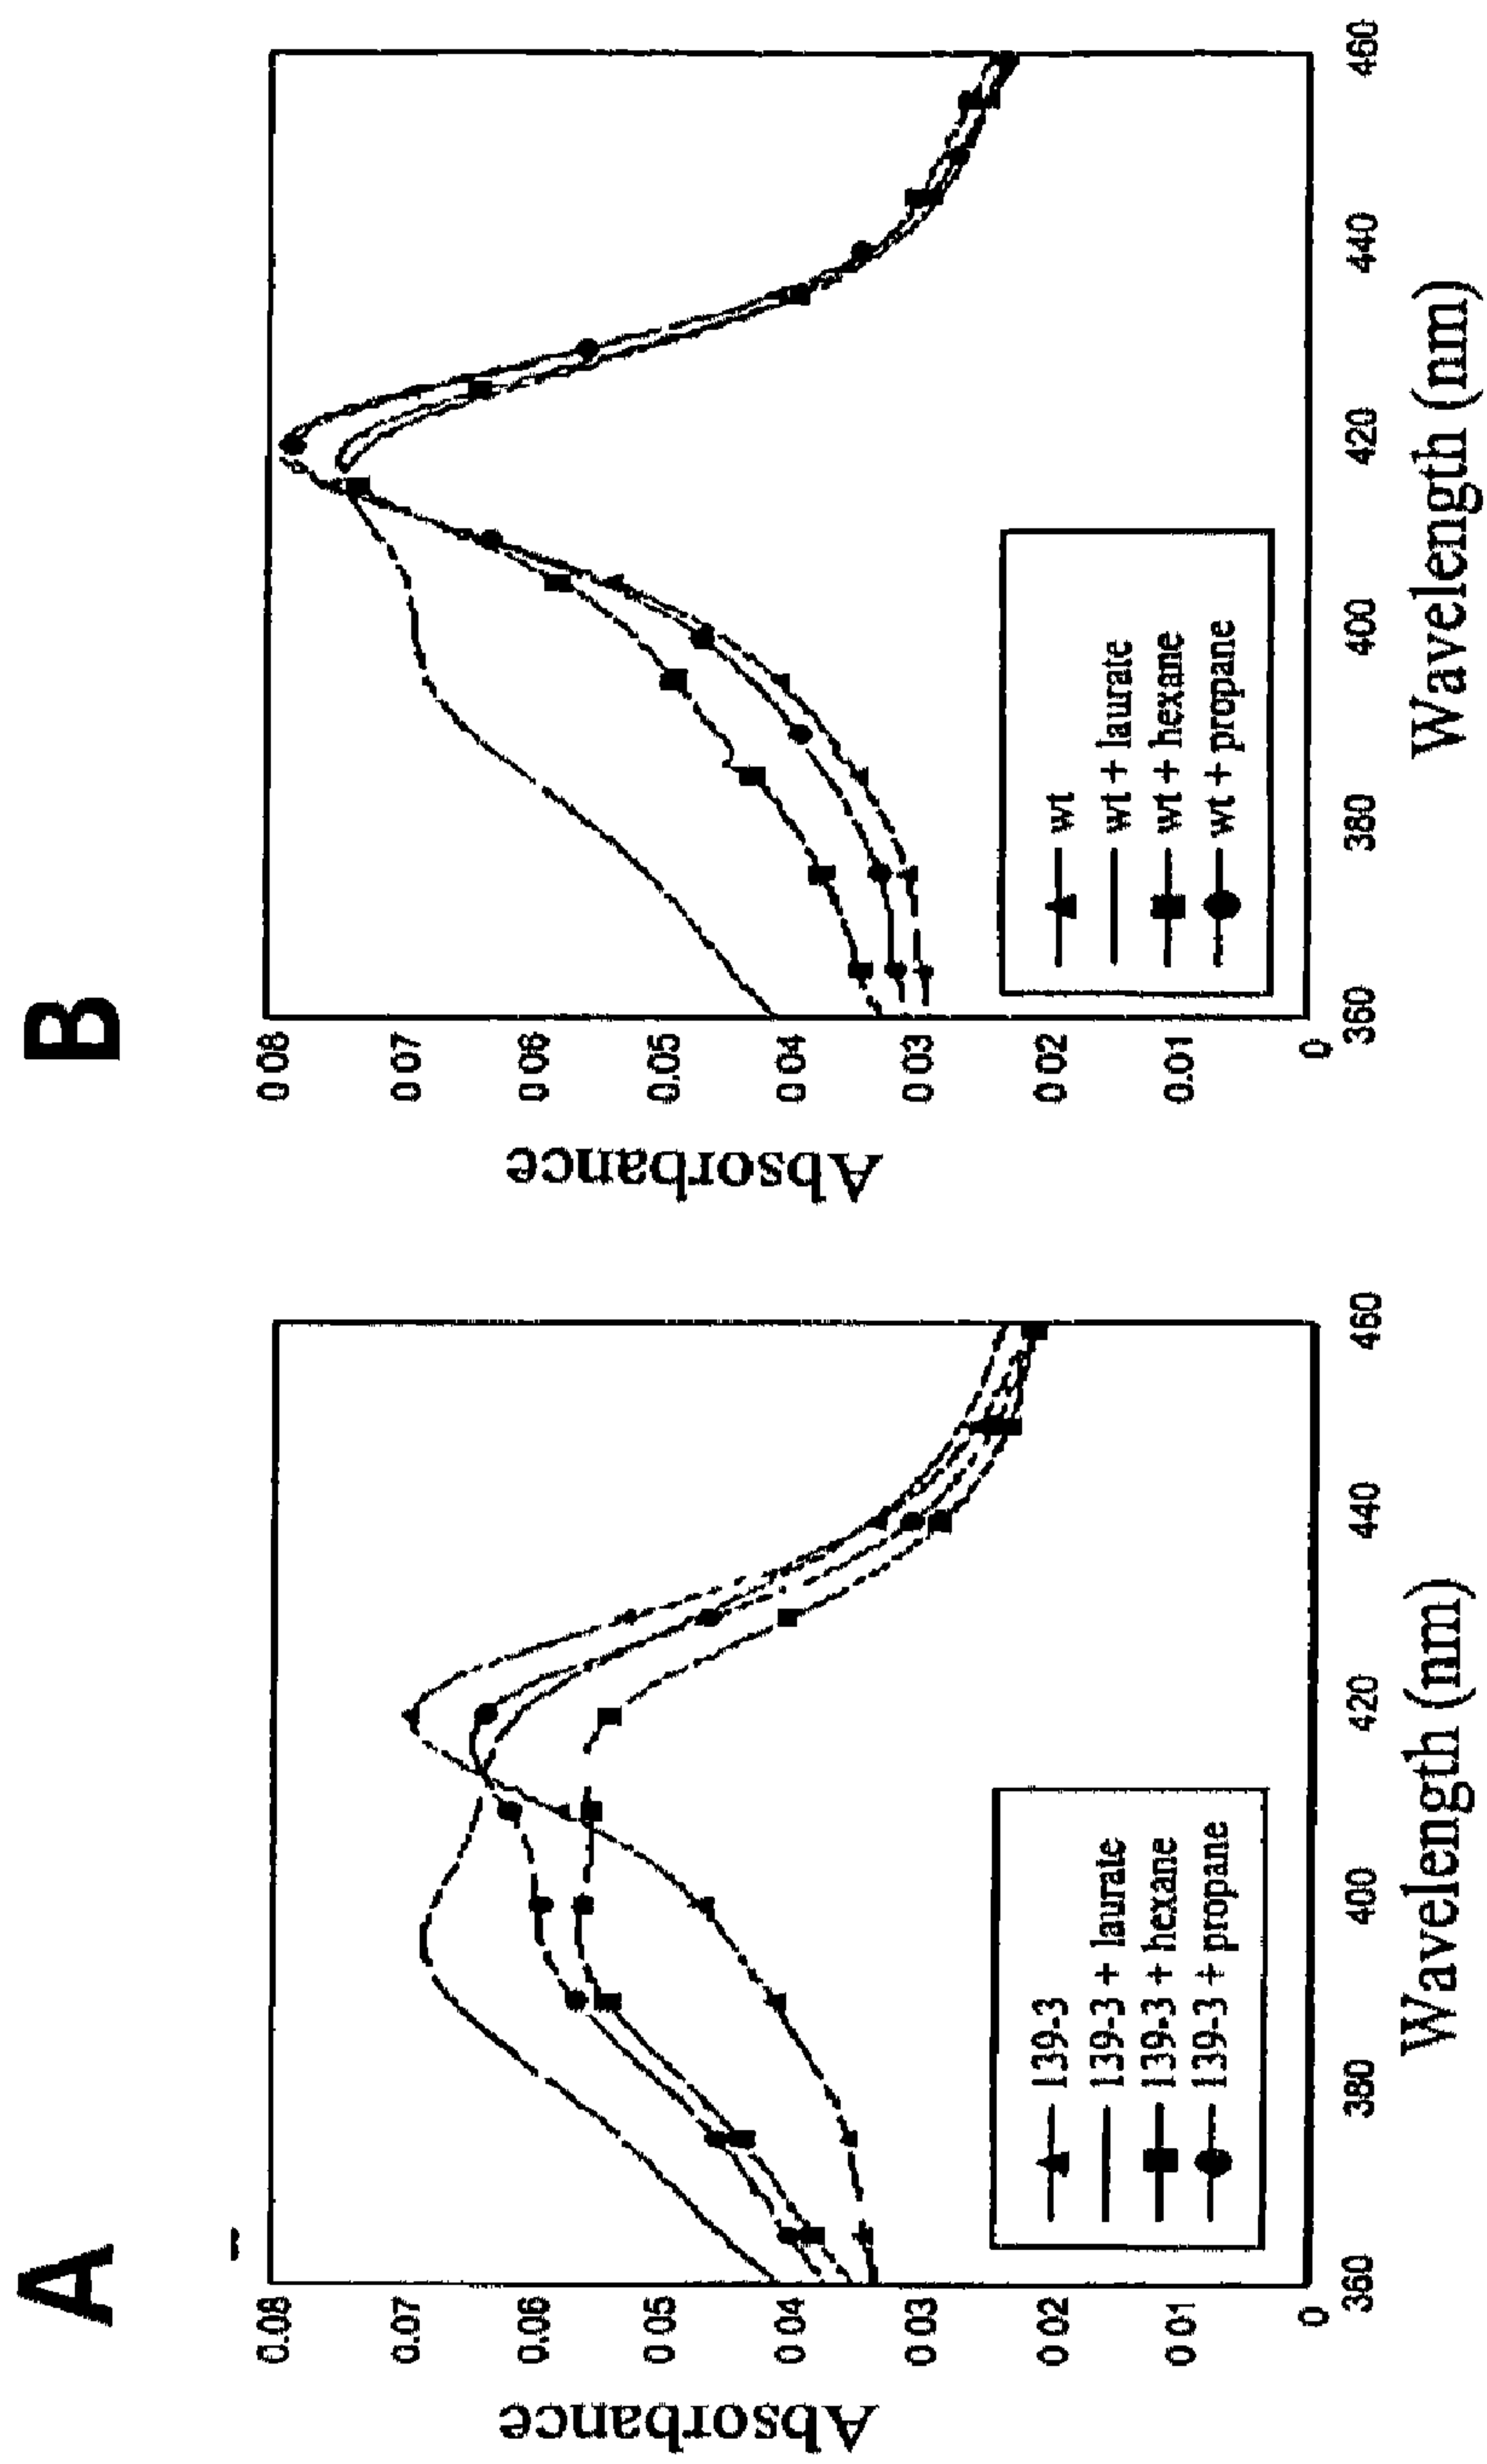 A
Absorbance
0.08
0.07
0.06
0 05
0 04
0 03
0 02
0 01
0
360
380
400
420
440
460
Wavelength (nm)
139-3
139-3 + laurate
139-3 + hexane
139-3 + propane
B
Absorbance
0 08
0 07
0 06
0.05
0 04
0 03
0 02
0.01
0
360
380
400
420
440
460
Wavelength (nm)
wt
wt + laurate
wt + hexane
wt + propane